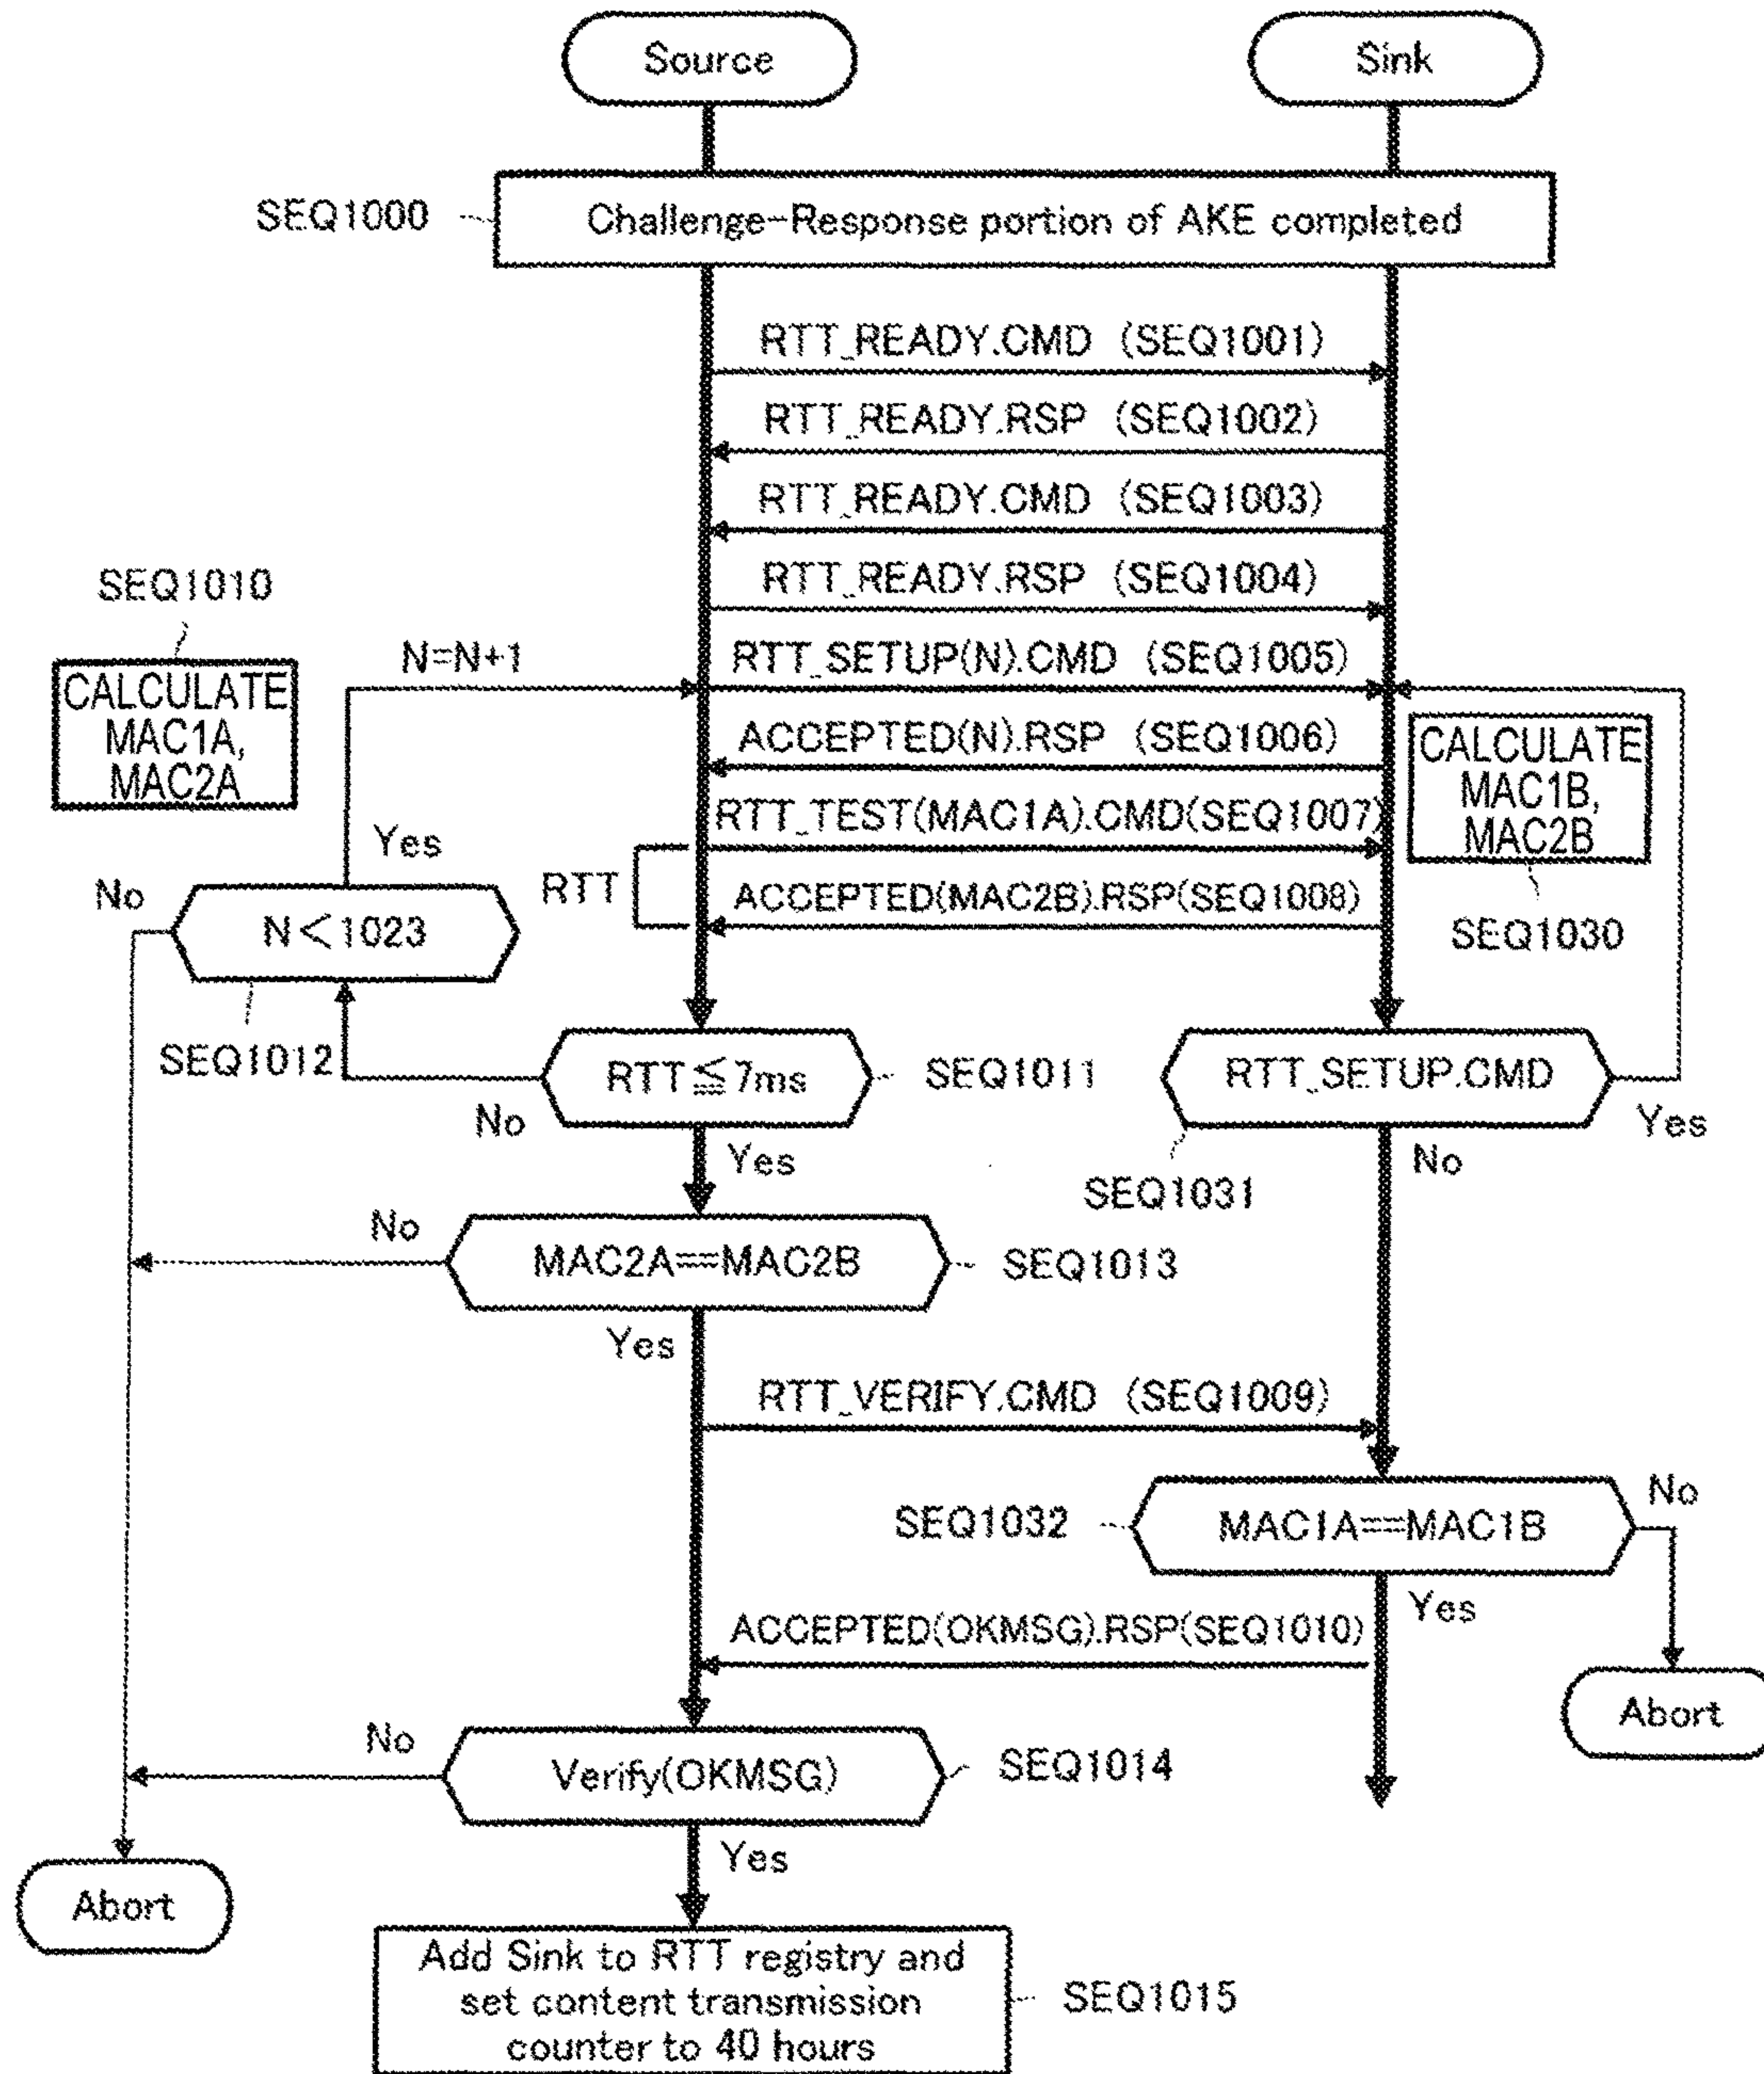 Source
Sink
SEQ1000
Challenge-Response portion of AKE completed
RTT_READY.CMD (SEQ1001)
RTT_READY.RSP (SEQ1002)
RTT_READY.CMD (SEQ1003)
RTT_READY.RSP (SEQ1004)
SEQ1010
CALCULATE
MAC1A,
MAC2A
N=N+1
RTT_SETUP(N).CMD (SEQ1005)
ACCEPTED(N).RSP (SEQ1006)
CALCULATE
MAC1B,
MAC2B
SEQ1030
RTT_TEST(MAC1A).CMD(SEQ1007)
RTT
ACCEPTED(MAC2B).RSP(SEQ1008)
Yes
No
N<1023
SEQ1012
RTT≦7ms
SEQ1011
No
Yes
RTT_SETUP.CMD
Yes
No
SEQ1031
No
MAC2A==MAC2B
SEQ1013
Yes
RTT_VERIFY.CMD (SEQ1009)
SEQ1032
MAC1A==MAC1B
No
Yes
Abort
ACCEPTED(OKMSG).RSP(SEQ1010)
No
Verify(OKMSG)
SEQ1014
Yes
Abort
Add Sink to RTT registry and
set content transmission
counter to 40 hours
SEQ1015